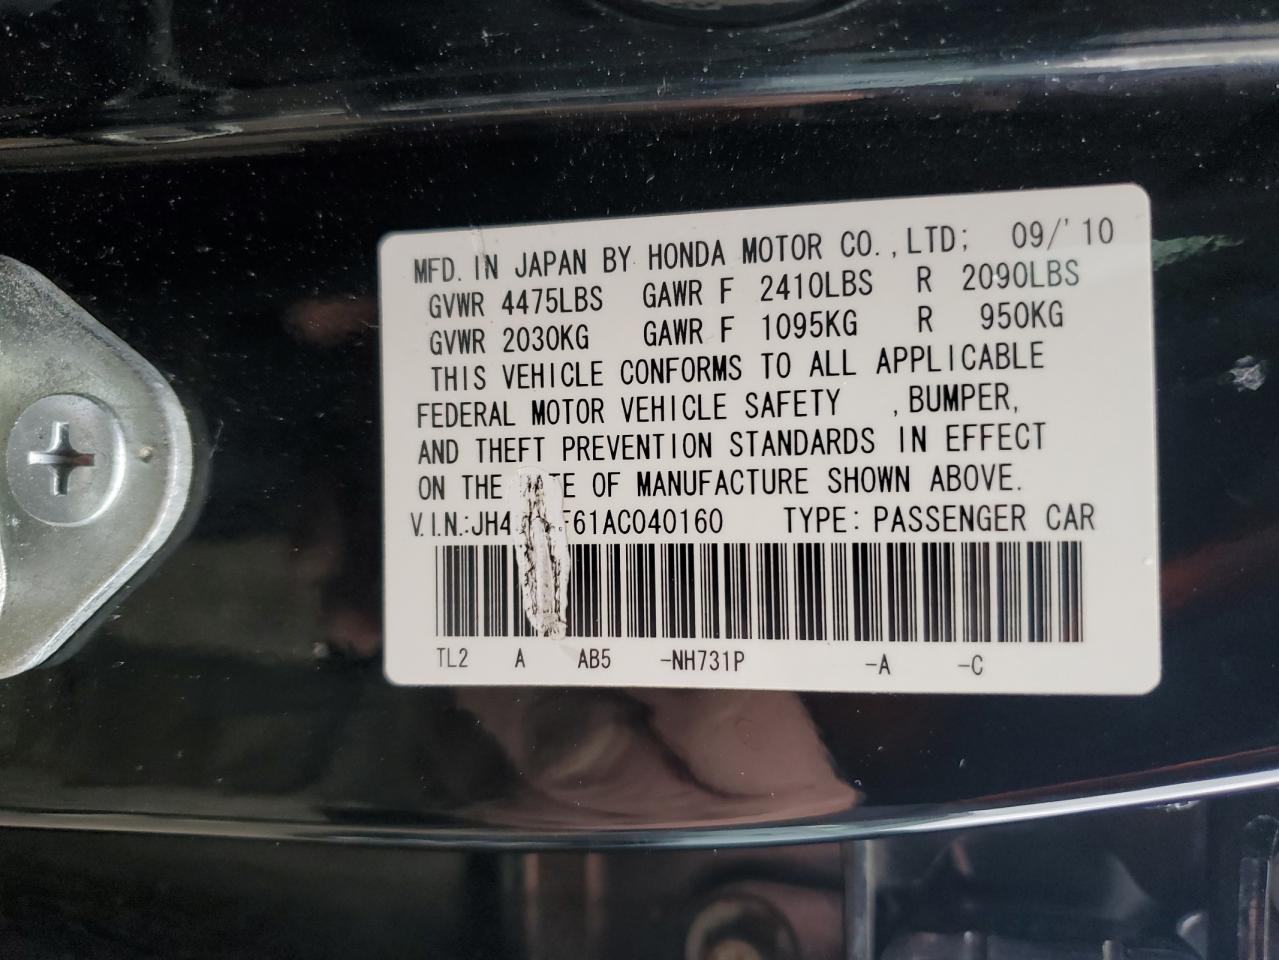 MFD. IN JAPAN BY HONDA MOTOR CO.,LTD; 09/'10
GVWR 4475LBS GAWR F 2410LBS R 2090LBS
GVWR 2030KG GAWR F 1095KG R 950KG
THIS VEHICLE CONFORMS TO ALL APPLICABLE
FEDERAL MOTOR VEHICLE SAFETY ,BUMPER,
AND THEFT PREVENTION STANDARDS IN EFFECT
ON THE OF MANUFACTURE SHOWN ABOVE.
V.I.N.: TYPE: PASSENGER CAR
TL2 A AB5 -NH731P -A -C